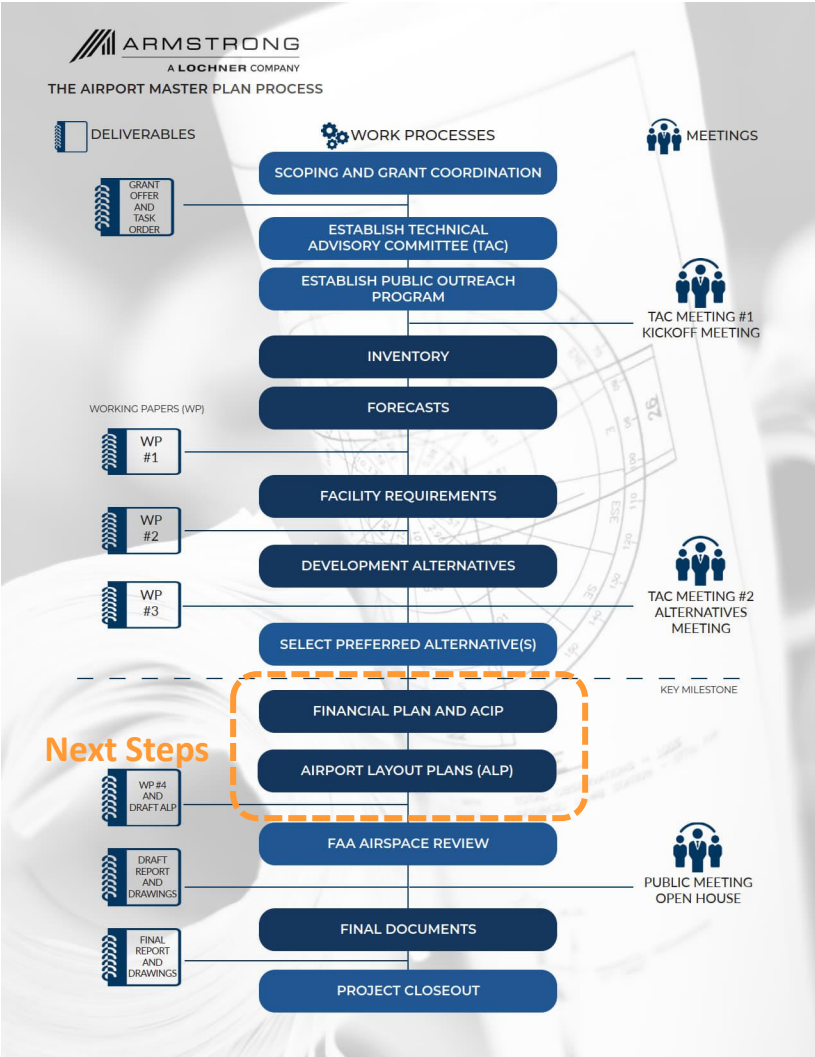 ARMSTRONG
A LOCHNER COMPANY
THE AIRPORT MASTER PLAN PROCESS
DELIVERABLES
WORK PROCESSES
MEETINGS
SCOPING AND GRANT COORDINATION
GRANT
OFFER
AND
TASK
ORDER
ESTABLISH TECHNICAL
ADVISORY COMMITTEE (TAC)
ESTABLISH PUBLIC OUTREACH
PROGRAM
TAC MEETING #1
KICKOFF MEETING
INVENTORY
FORECASTS
WORKING PAPERS (WP)
WP
#1
FACILITY REQUIREMENTS
WP
#2
DEVELOPMENT ALTERNATIVES
WP
#3
TAC MEETING #2
ALTERNATIVES
MEETING
SELECT PREFERRED ALTERNATIVE(S)
KEY MILESTONE
FINANCIAL PLAN AND ACIP
Next Steps
AIRPORT LAYOUT PLANS (ALP)
WP #4
AND
DRAFT ALP
FAA AIRSPACE REVIEW
DRAFT
REPORT
AND
DRAWINGS
PUBLIC MEETING
OPEN HOUSE
FINAL DOCUMENTS
FINAL
REPORT
AND
DRAWINGS
PROJECT CLOSEOUT
26
ESE
SE
E